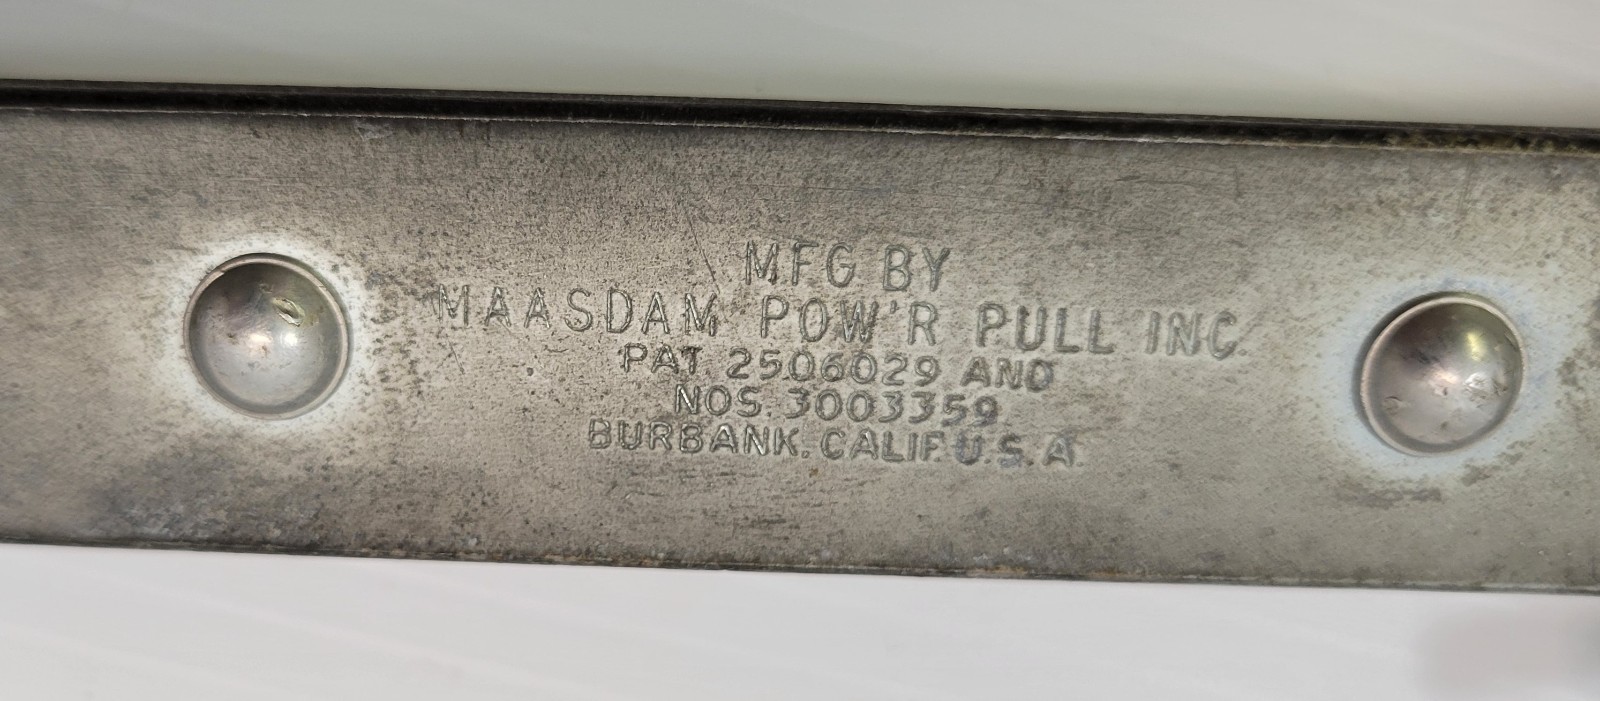 MFG BY
MAASDAM POW'R PULL INC.
PAT. 2506029 AND
NOS. 3003359
BURBANK. CALIF. U.S.A.